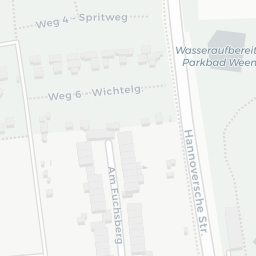 Weg 4 - Spritweg
Wasseraufbereit
Parkbad Ween
Weg 6 - Wichtelg.
Hannoversche Str.
Am Fuchsberg